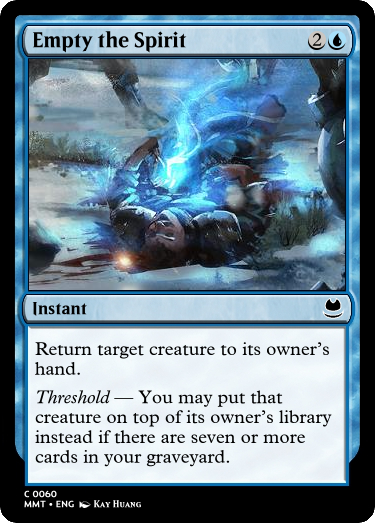 Empty the Spirit 2
Instant
Return target creature to its owner's
hand.
Threshold — You may put that
creature on top of its owner's library
instead if there are seven or more
cards in your graveyard.
C 0060
MMT • ENG Kay Huang